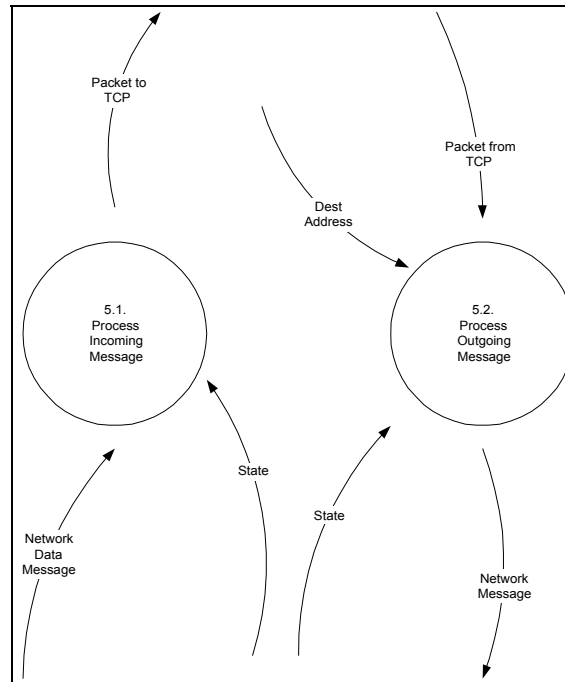 Packet to
TCP
Packet from
TCP
Dest
Address
5.1.
Process
Incoming
Message
5.2.
Process
Outgoing
Message
State
State
Network
Data
Message
Network
Message